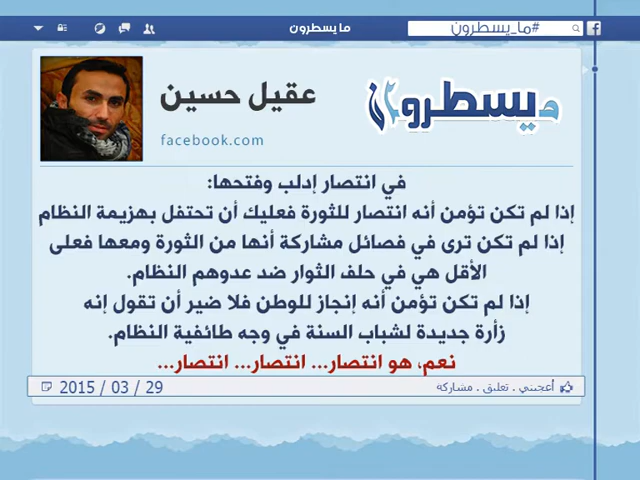 #ما_يسطرون
ما يسطرون
ما يسطرون
عقيل حسين
facebook.com
في انتصار إدلب وفتحها:
إذا لم تكن تؤمن أنه انتصار للثورة فعليك أن تحتفل بهزيمة النظام
إذا لم تكن ترى في فصائل مشاركة أنها من الثورة ومعها فعلى
الأقل هي في حلف الثوار ضد عدوهم النظام.
إذا لم تكن تؤمن أنه إنجاز للوطن فلا ضير أن تقول إنه
زأرة جديدة لشباب السنة في وجه طائفية النظام.
نعم، هو انتصار... انتصار... انتصار...
أعجبني . تعليق . مشاركة
29 / 03 / 2015